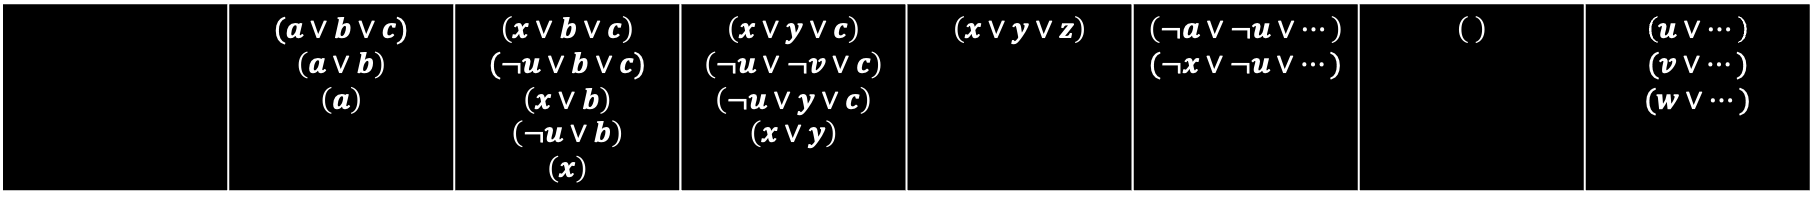 (a ∨ b ∨ c)
(a ∨ b)
(a)
(x ∨ b ∨ c)
(¬u ∨ b ∨ c)
(x ∨ b)
(¬u ∨ b)
(x)
(x ∨ y ∨ c)
(¬u ∨ ¬v ∨ c)
(¬u ∨ y ∨ c)
(x ∨ y)
(x ∨ y ∨ z)
(¬a ∨ ¬u ∨ ⋯ )
(¬x ∨ ¬u ∨ ⋯ )
( )
(u ∨ ⋯ )
(v ∨ ⋯ )
(w ∨ ⋯ )